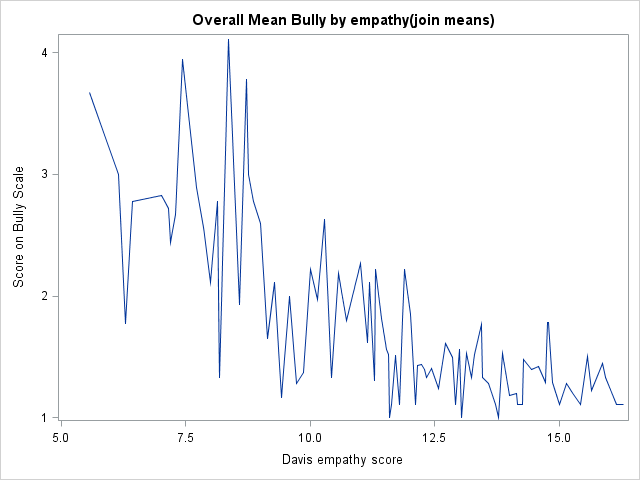 Overall Mean Bully by empathy(join means)
4
3
2
1
Score on Bully Scale
5.0 7.5 10.0 12.5 15.0
Davis empathy score